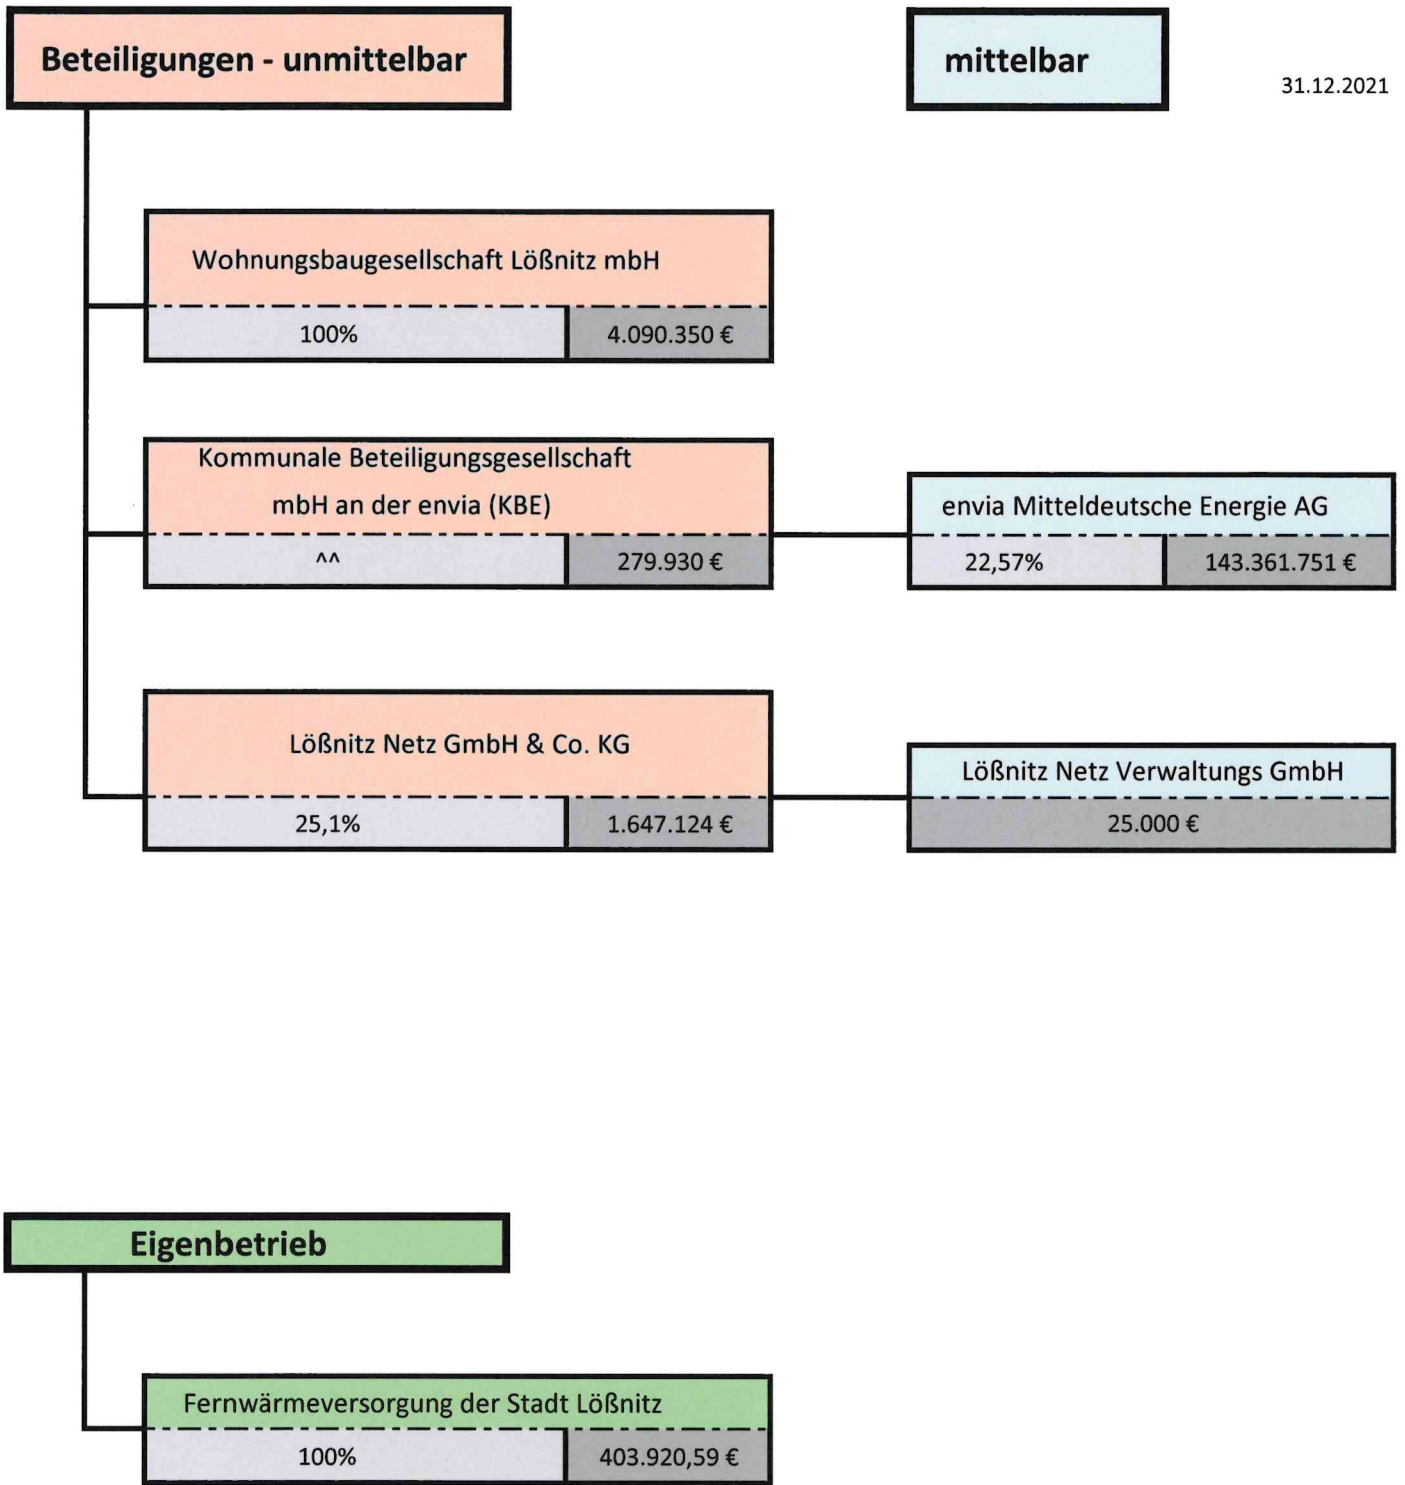 Beteiligungen - unmittelbar
mittelbar
31.12.2021
Wohnungsbaugesellschaft Lößnitz mbH
100%
4.090.350 €
Kommunale Beteiligungsgesellschaft
mbH an der envia (KBE)
^^
279.930 €
envia Mitteldeutsche Energie AG
22,57%
143.361.751 €
Lößnitz Netz GmbH & Co. KG
25,1%
1.647.124 €
Lößnitz Netz Verwaltungs GmbH
25.000 €
Eigenbetrieb
Fernwärmeversorgung der Stadt Lößnitz
100%
403.920,59 €